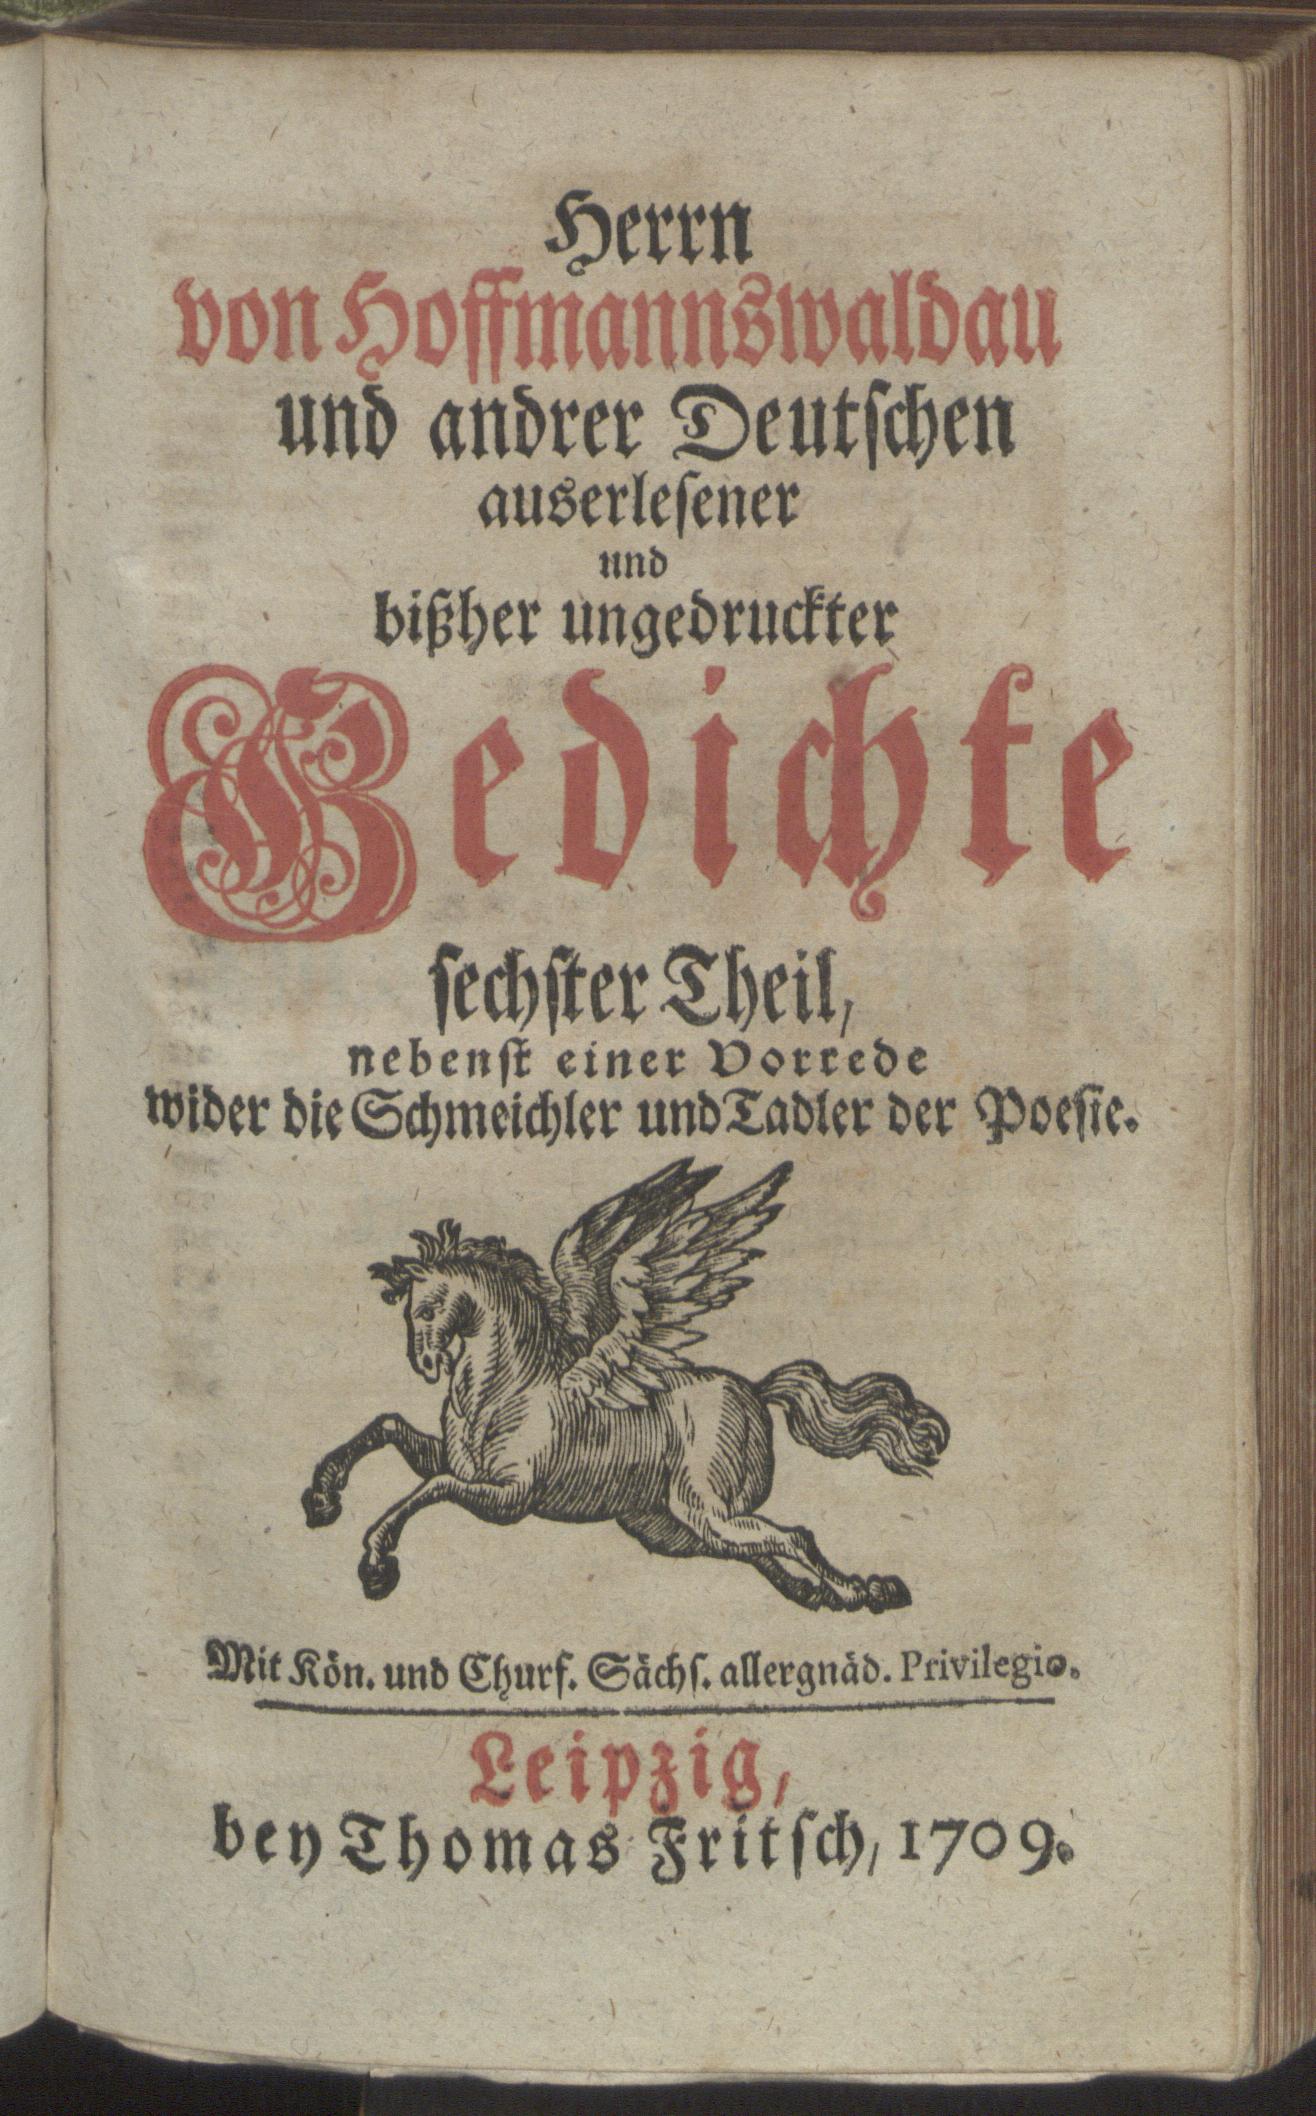 Herrn
von Hoffmannswaldau
und andrer Deutſchen
auserleſener
und
bißher ungedruckter
Gedichte
ſechſter Theil,
nebenſt einer Vorrede
wider die Schmeichler und Tadler der Poeſie.
Mit Kön. und Churf. Sächſ. allergnäd. Privilegio.
Leipzig,
bey Thomas Fritſch, 1709.